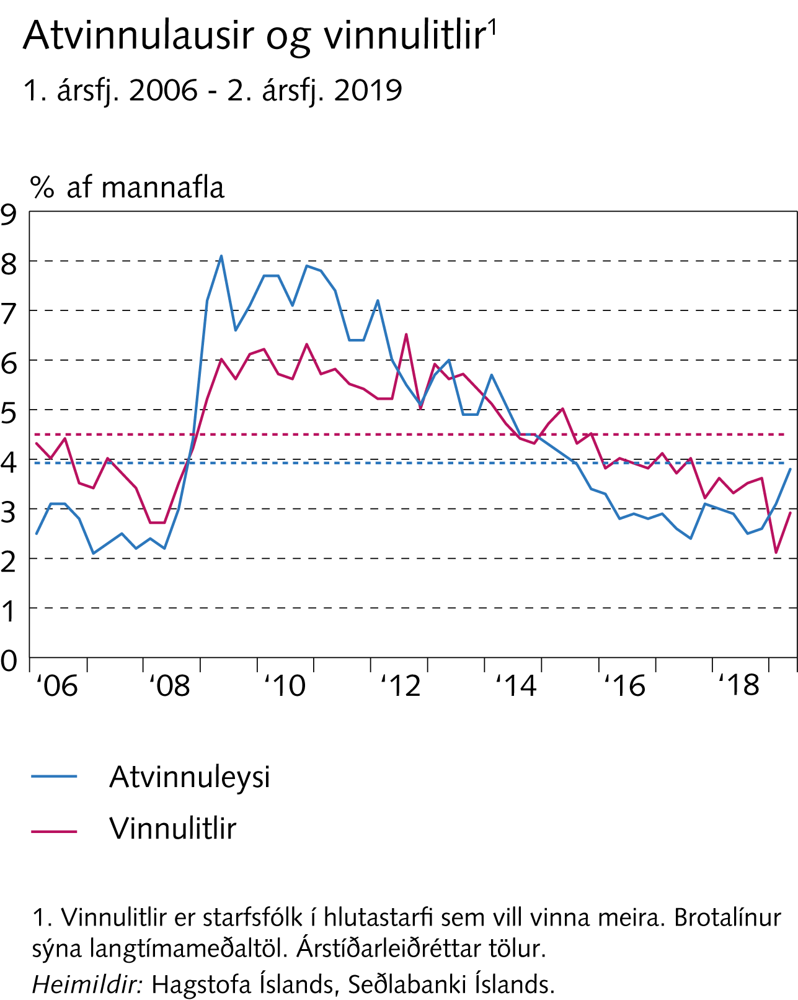 Atvinnulausir og vinnulitlir¹
1. ársfj. 2006 - 2. ársfj. 2019
% af mannafla
9
8
7
6
5
4
3
2
1
0
‘06 ‘08 ‘10 ‘12 ‘14 ‘16 ‘18
Atvinnuleysi
Vinnulitlir
1. Vinnulitlir er starfsfólk í hlutastarfi sem vill vinna meira. Brotalínur
sýna langtímameðaltöl. Árstíðarleiðréttar tölur.
Heimildir: Hagstofa Íslands, Seðlabanki Íslands.